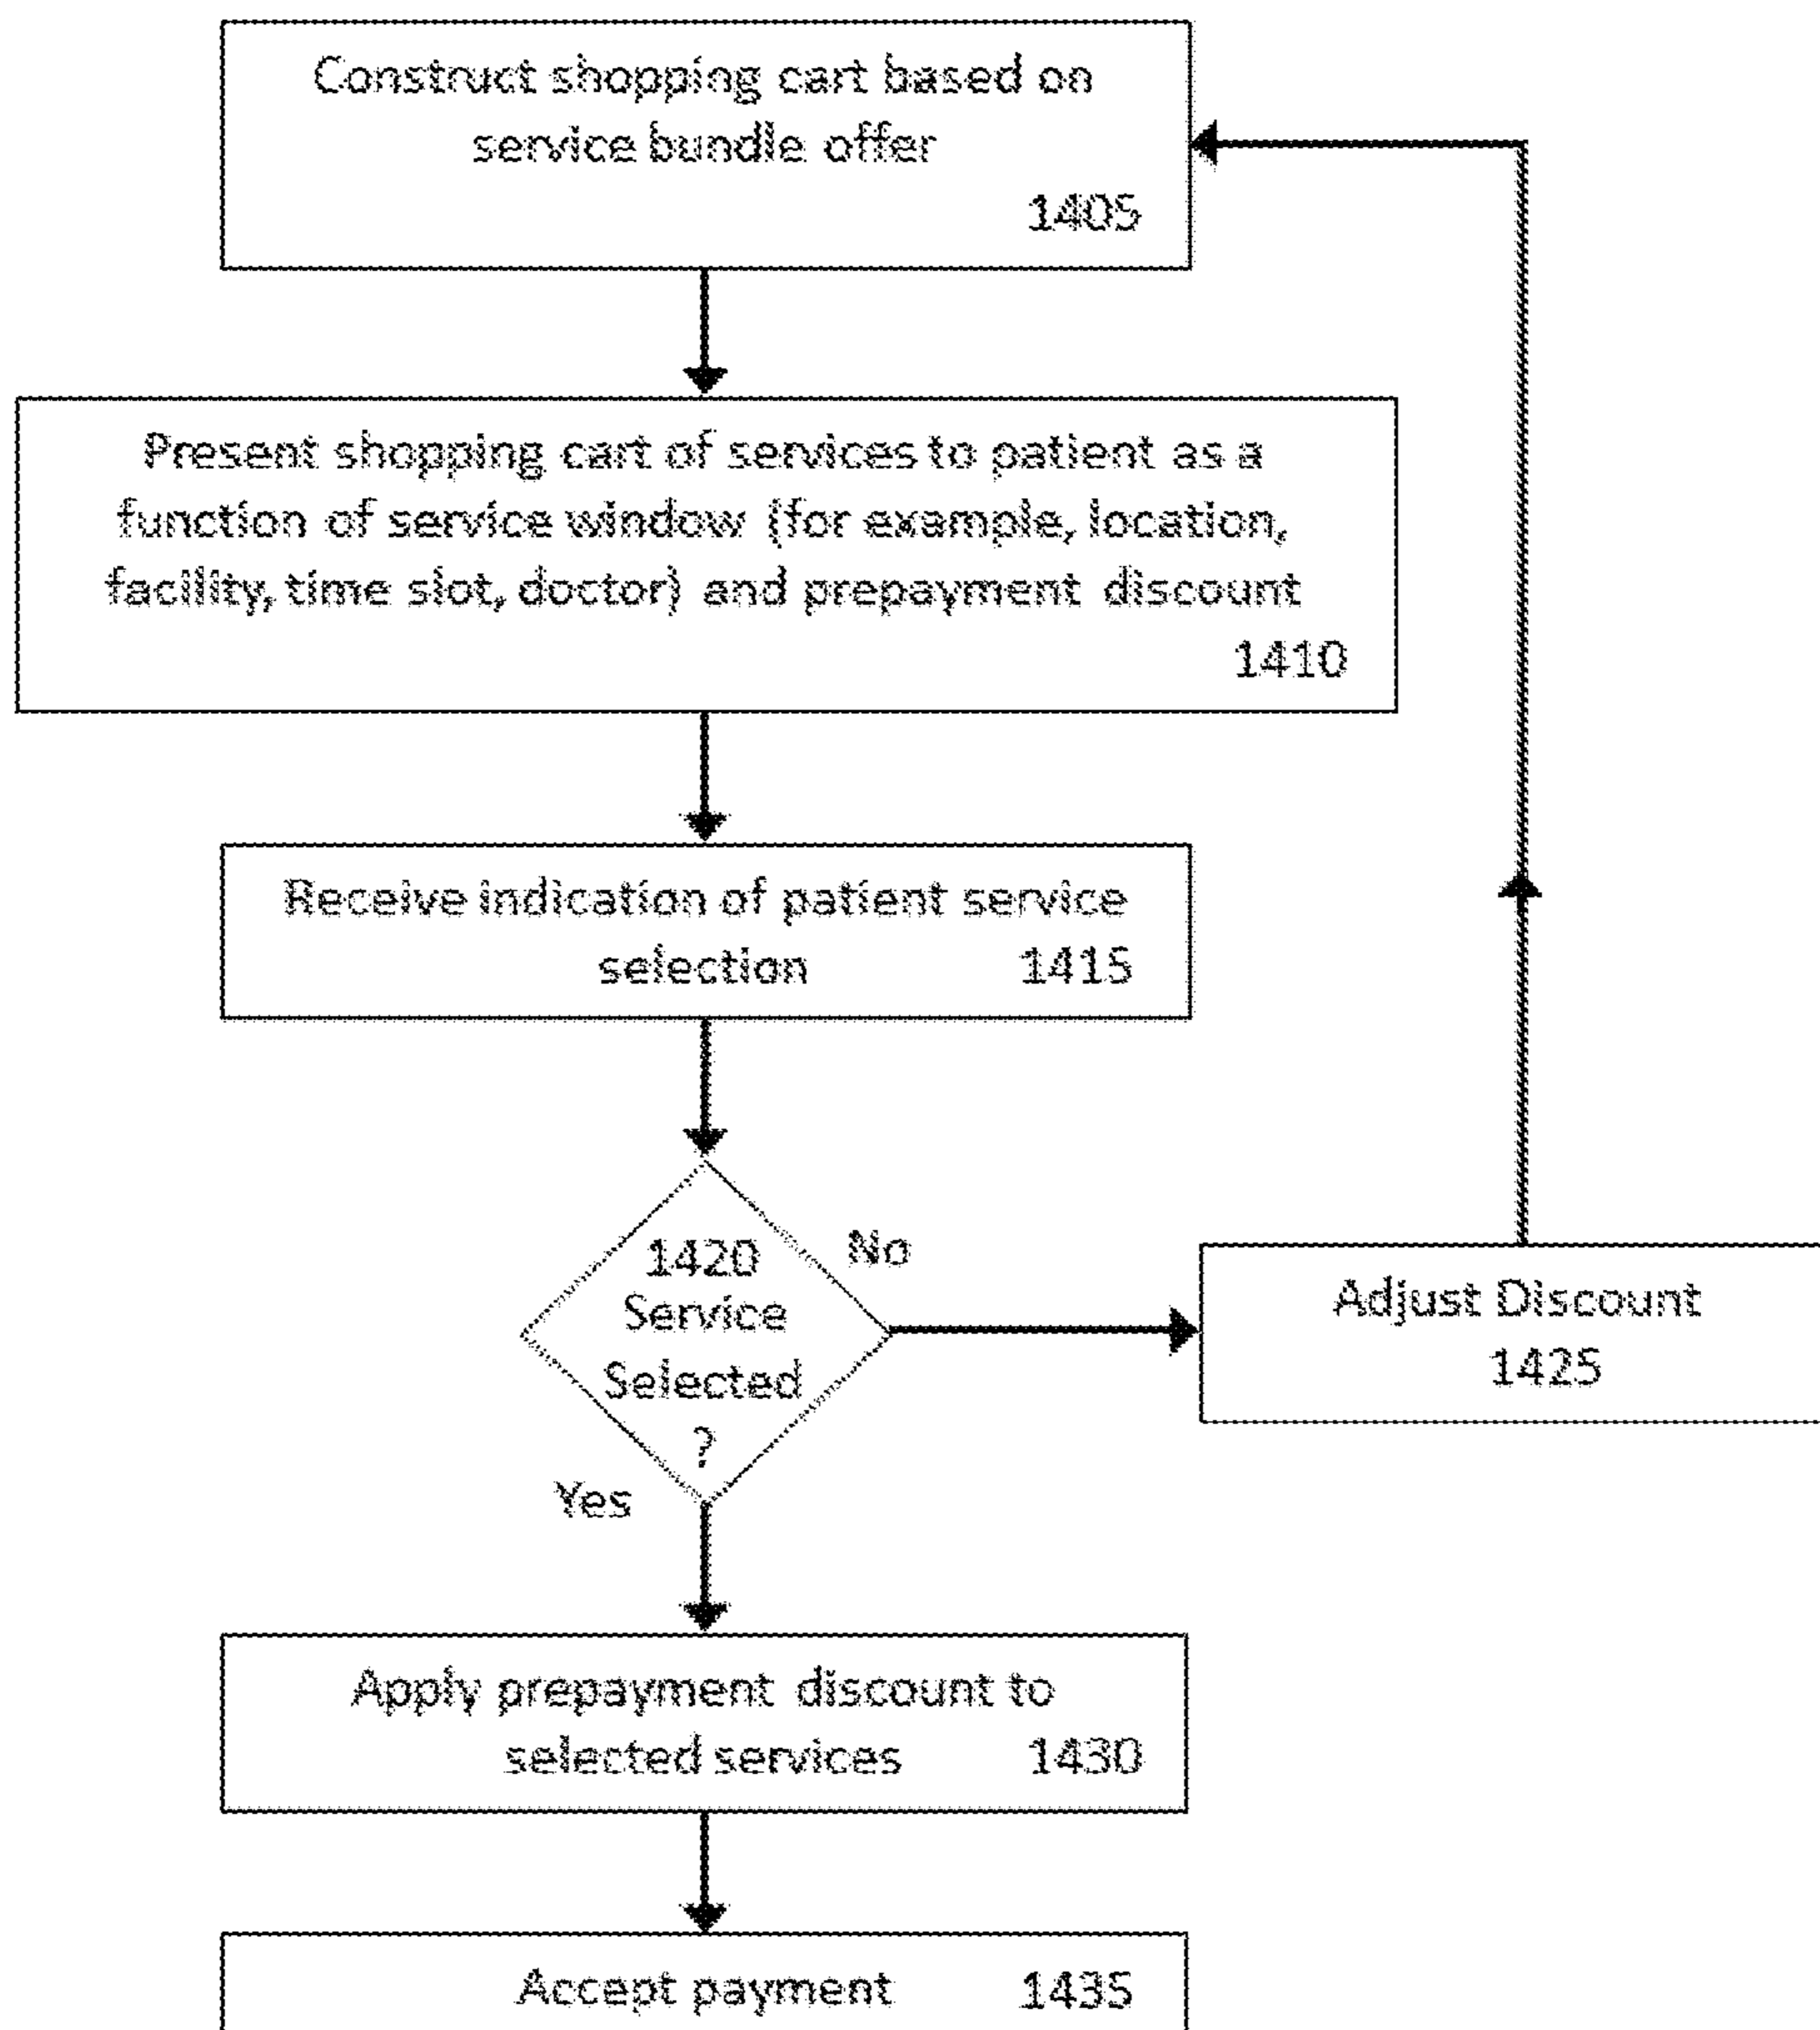 Construct shopping cart based on
service bundle offer
1405
Present shopping cart of services to patient as a
function of service window (for example, location,
facility, time slot, doctor) and prepayment discount
1410
Receive indication of patient service
selection 1415
1420
Service
Selected
?
No
Adjust Discount
1425
Yes
Apply prepayment discount to
selected services 1430
Accept payment 1435